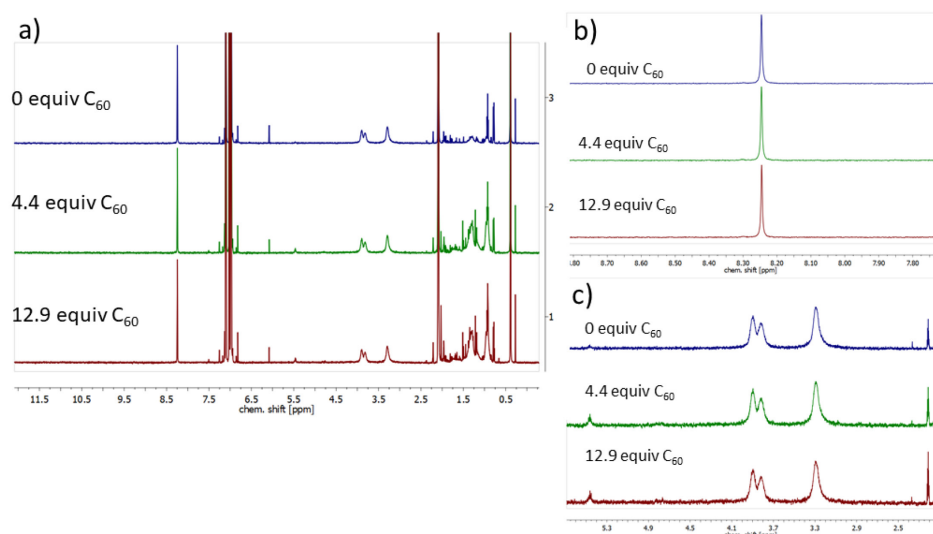 a)
0 equiv C60
3
4.4 equiv C60
2
12.9 equiv C60
1
11.5 10.5 9.5 8.5 7.5 6.5 5.5 4.5 3.5 2.5 1.5 0.5
chem. shift [ppm]
b)
0 equiv C60
4.4 equiv C60
12.9 equiv C60
8.70 8.60 8.50 8.40 8.30 8.20 8.10 8.00 7.90 7.80
chem. shift [ppm]
c)
0 equiv C60
4.4 equiv C60
12.9 equiv C60
5.3 4.9 4.5 4.1 3.7 3.3 2.9 2.5
chem. shift [ppm]